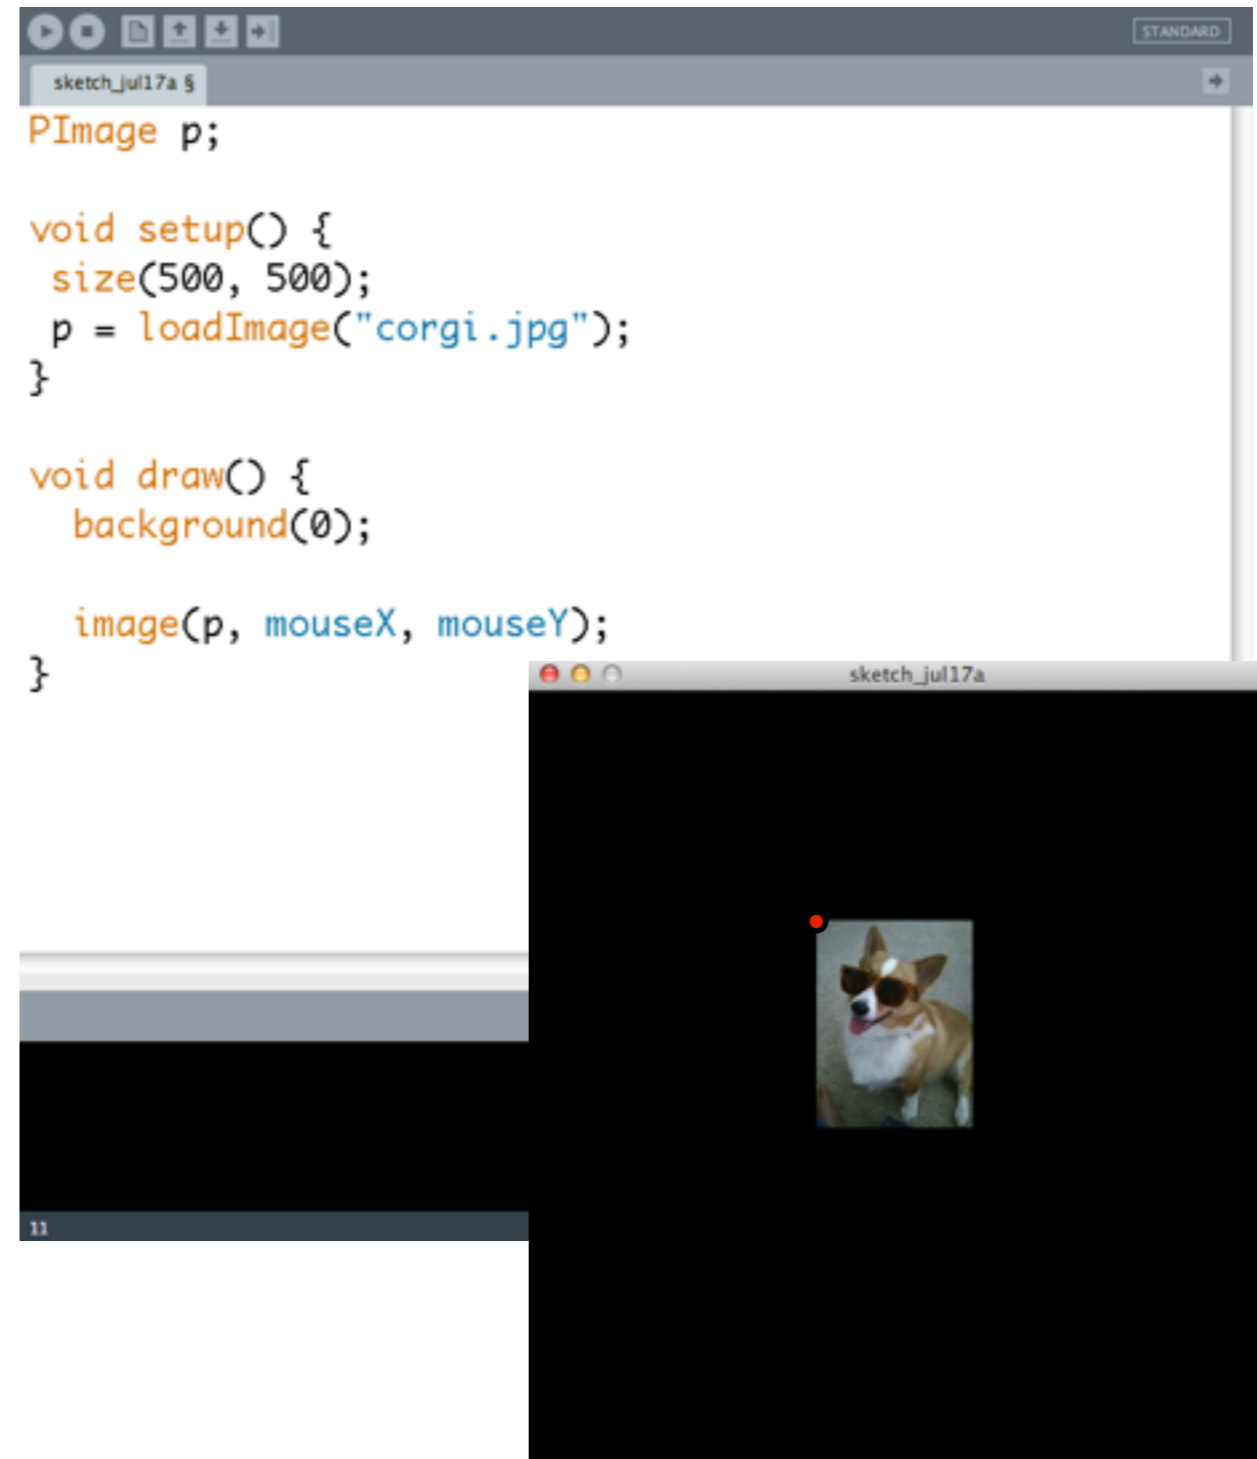 STANDARD
sketch_jul17a §
PImage p;
void setup() {
size(500, 500);
p = loadImage("corgi.jpg");
}
void draw() {
background(0);
image(p, mouseX, mouseY);
}
sketch_jul17a
11